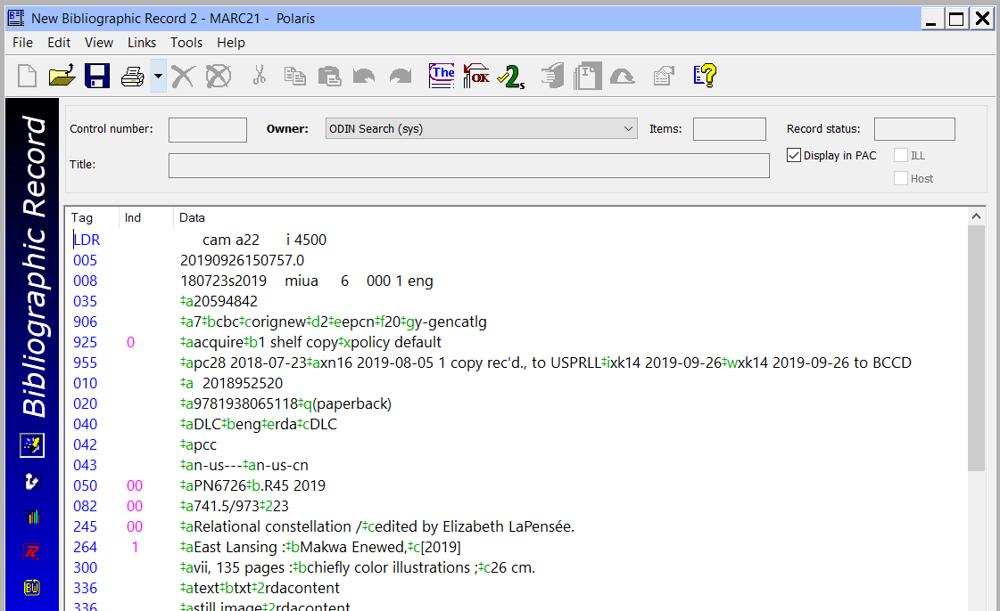 New Bibliographic Record 2 - MARC21 - Polaris
File Edit View Links Tools Help
The OK 2s
Control number: Owner: ODIN Search (sys) Items: Record status:
Title: Display in PAC ILL
Host
Bibliographic Record
Tag Ind Data
LDR cam a22 i 4500
005 20190926150757.0
008 180723s2019 miua 6 000 1 eng
035 ‡a20594842
906 ‡a7‡bcbc‡corignew‡d2‡eepcn‡f20‡gy-gencatlg
925 0 ‡aacquire‡b1 shelf copy‡xpolicy default
955 ‡apc28 2018-07-23‡axn16 2019-08-05 1 copy rec'd., to USPRLL‡ixk14 2019-09-26‡wxk14 2019-09-26 to BCCD
010 ‡a 2018952520
020 ‡a9781938065118‡q(paperback)
040 ‡aDLC‡beng‡erda‡cDLC
042 ‡apcc
043 ‡an-us---‡an-us-cn
050 00 ‡aPN6726‡b.R45 2019
082 00 ‡a741.5/973‡223
245 00 ‡aRelational constellation /‡cedited by Elizabeth LaPensée.
264 1 ‡aEast Lansing :‡bMakwa Enewed,‡c[2019]
300 ‡avii, 135 pages :‡bchiefly color illustrations ;‡c26 cm.
336 ‡atext‡btxt‡2rdacontent
336 ‡astill image‡2rdacontent
BU